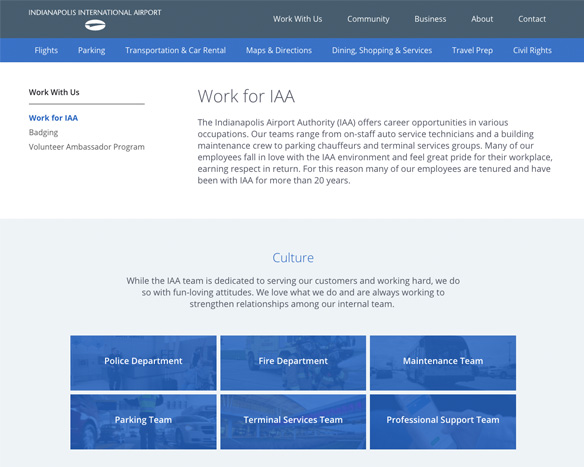 INDIANAPOLIS INTERNATIONAL AIRPORT
Work With Us Community Business About Contact
Flights Parking Transportation & Car Rental Maps & Directions Dining, Shopping & Services Travel Prep Civil Rights
Work With Us
Work for IAA
Badging
Volunteer Ambassador Program
Work for IAA
The Indianapolis Airport Authority (IAA) offers career opportunities in various
occupations. Our teams range from on-staff auto service technicians and a building
maintenance crew to parking chauffeurs and terminal services groups. Many of our
employees fall in love with the IAA environment and feel great pride for their workplace,
earning respect in return. For this reason many of our employees are tenured and have
been with IAA for more than 20 years.
Culture
While the IAA team is dedicated to serving our customers and working hard, we do
so with fun-loving attitudes. We love what we do and are always working to
strengthen relationships among our internal team.
Police Department Fire Department Maintenance Team
Parking Team Terminal Services Team Professional Support Team